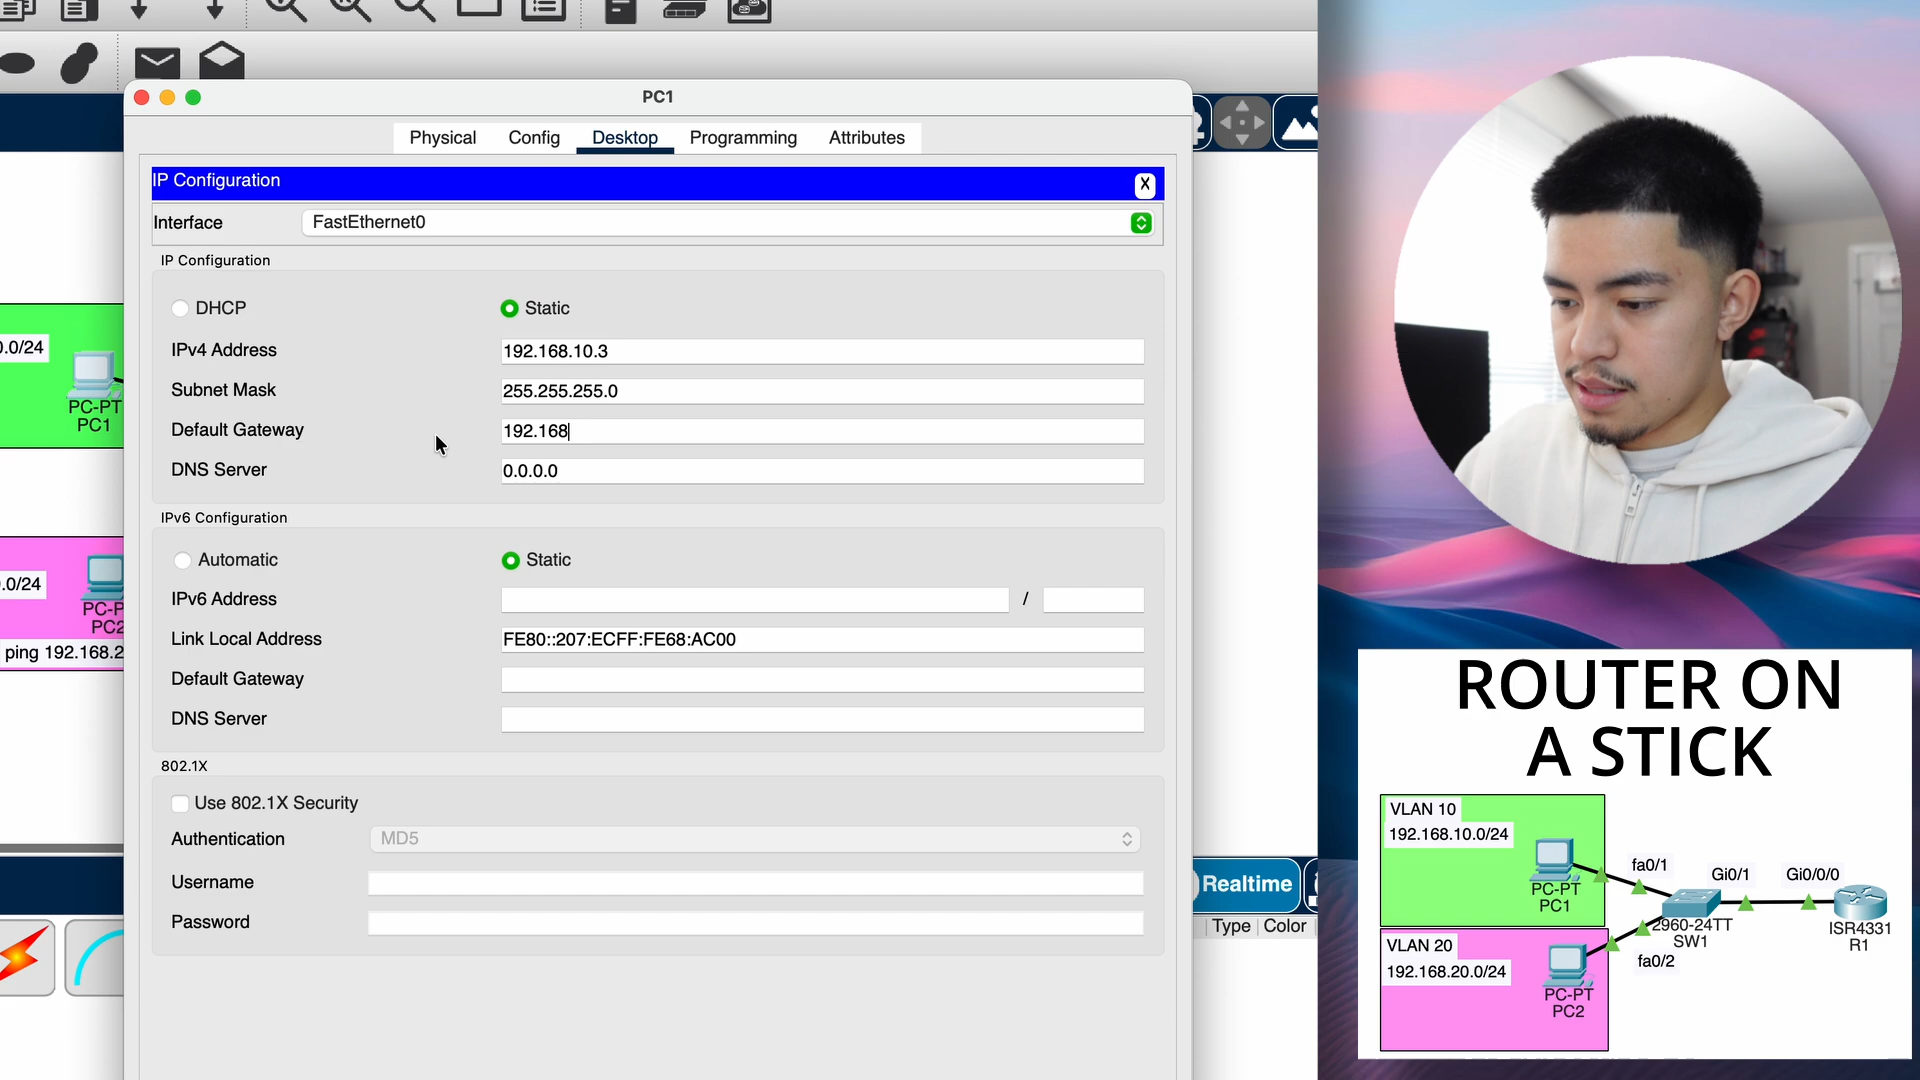 PC1
Physical
Config
Desktop
Programming
Attributes
IP Configuration
X
Interface
FastEthernet0
IP Configuration
DHCP
Static
IPv4 Address
192.168.10.3
Subnet Mask
255.255.255.0
Default Gateway
192.168
DNS Server
0.0.0.0
IPv6 Configuration
Automatic
Static
IPv6 Address
/
Link Local Address
FE80::207:ECFF:FE68:AC00
Default Gateway
DNS Server
802.1X
Use 802.1X Security
Authentication
MD5
Username
Password
.0/24
PC-PT
PC1
.0/24
PC-P
PC2
ping 192.168.2
Realtime
Type
Color
ROUTER ON
A STICK
VLAN 10
192.168.10.0/24
PC-PT
PC1
fa0/1
Gi0/1
Gi0/0/0
2960-24TT
SW1
ISR4331
R1
VLAN 20
192.168.20.0/24
fa0/2
PC-PT
PC2